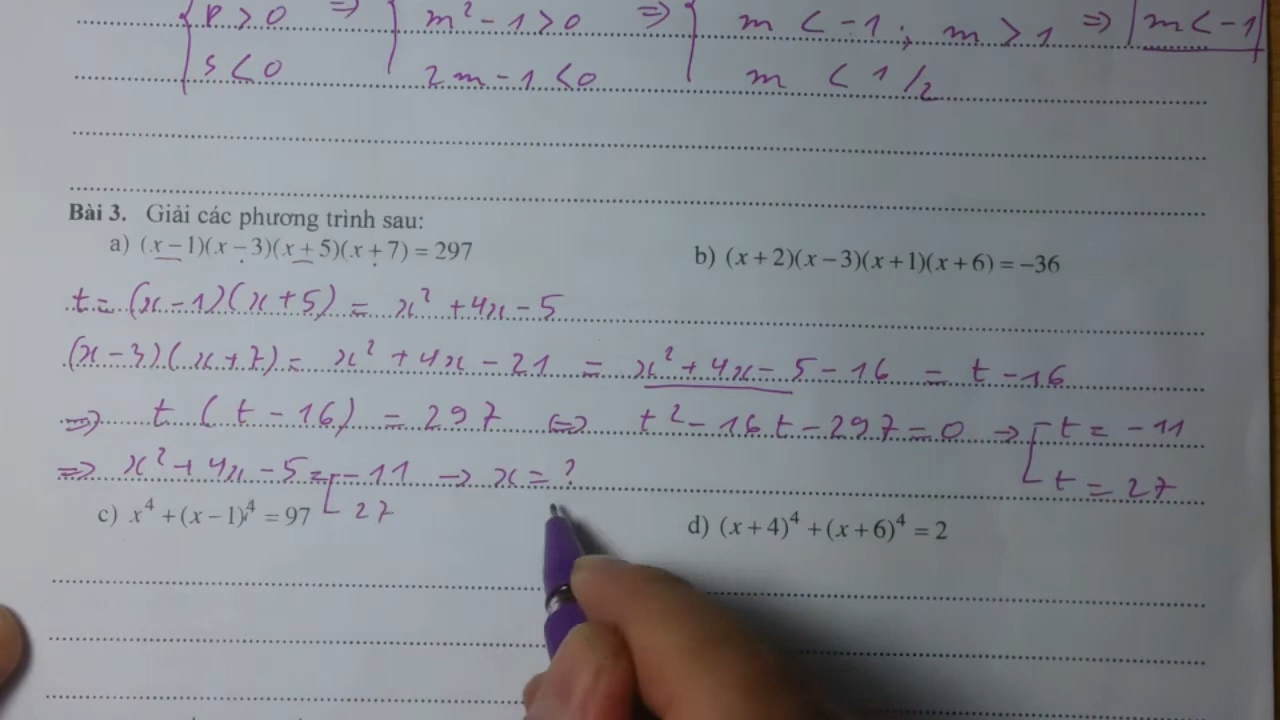 P > 0 ⇒ { m² - 1 > 0 ⇒ { m < -1 ; m > 1 ⇒ m < -1
S < 0 2m - 1 < 0 m < 1/2
Bài 3. Giải các phương trình sau:
a) (x − 1)(x − 3)(x + 5)(x + 7) = 297 b) (x + 2)(x − 3)(x + 1)(x + 6) = −36
t = (x - 1)(x + 5) = x² + 4x - 5
(x - 3)(x + 7) = x² + 4x - 21 = x² + 4x - 5 - 16 = t - 16
⇒ t (t - 16) = 297 ⇔ t² - 16t - 297 = 0 → [ t = -11
t = 27
⇒ x² + 4x - 5 = [ -11 → x = ?
27
c) x⁴ + (x − 1)⁴ = 97 d) (x + 4)⁴ + (x + 6)⁴ = 2